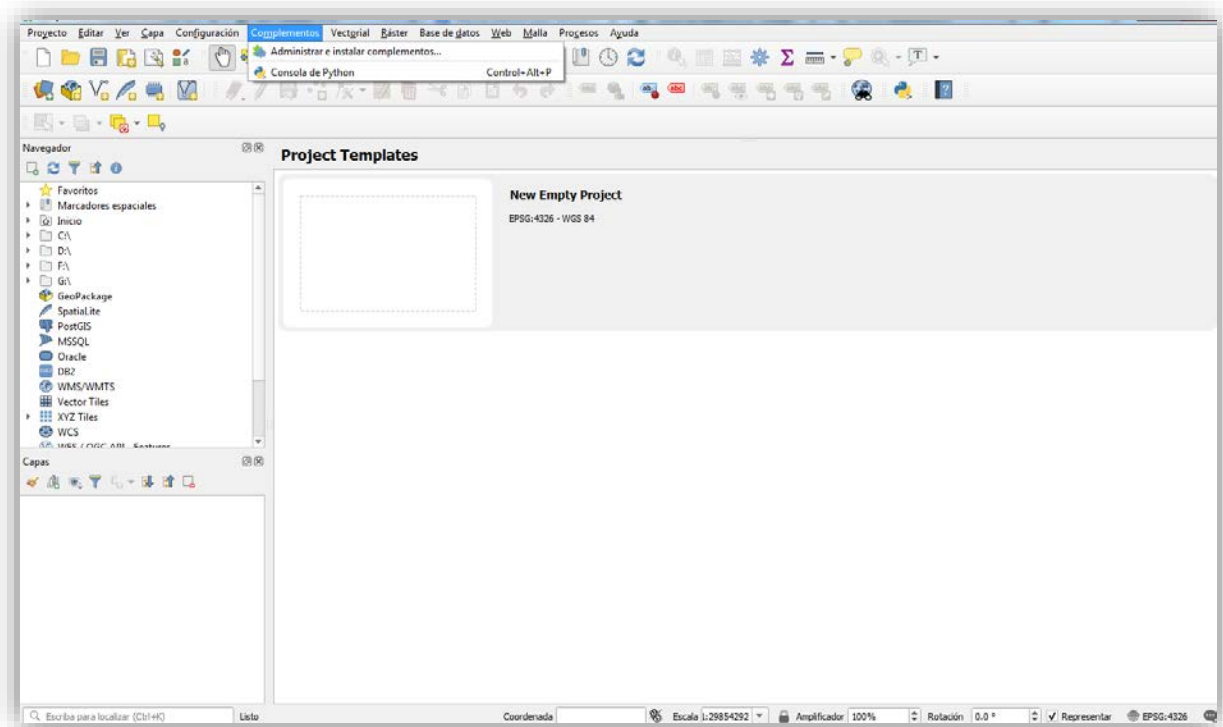 Proyecto Editar Ver Capa Configuración Complementos Vectorial Ráster Base de datos Web Malla Procesos Ayuda
Administrar e instalar complementos...
Consola de Python Control+Alt+P
Navegador
Project Templates
Favoritos
Marcadores espaciales
Inicio
C:\
D:\
F:\
G:\
GeoPackage
SpatiaLite
PostGIS
MSSQL
Oracle
DB2
WMS/WMTS
Vector Tiles
XYZ Tiles
WCS
New Empty Project
EPSG:4326 - WGS 84
Capas
Escriba para localizar (Ctrl+K) Listo Coordenada Escala 1:29854292 Amplificador 100% Rotación 0.0 ° Representar EPSG:4326